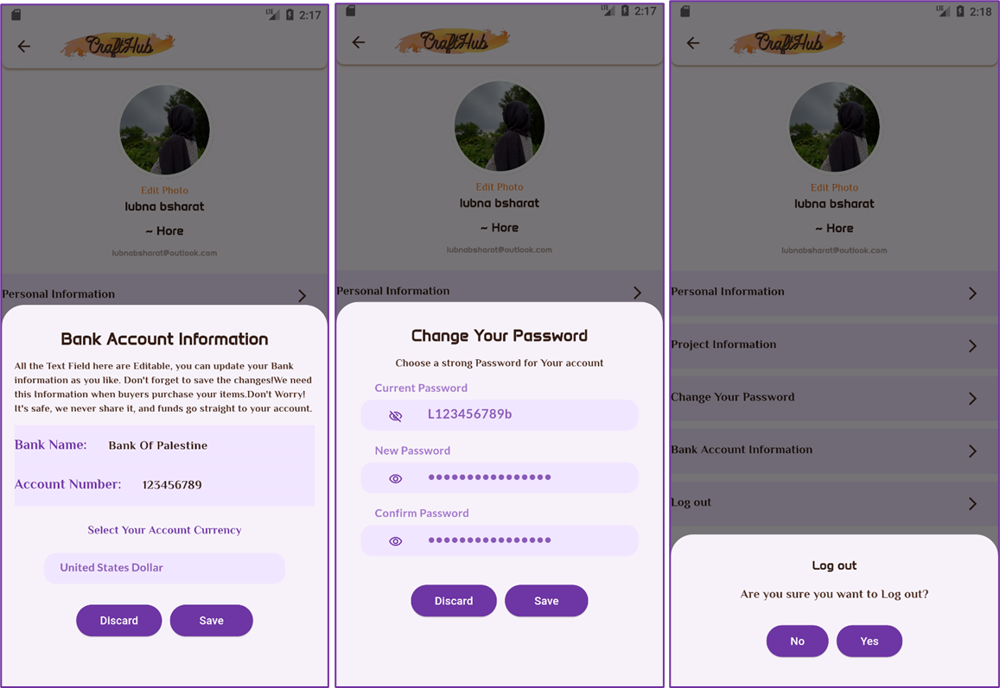 LTE 2:17
CraftHub
Edit Photo
lubna bsharat
~ Hore
lubnabsharat@outlook.com
Personal Information
Bank Account Information
All the Text Field here are Editable, you can update your Bank
information as you like. Don't forget to save the changes!We need
this Information when buyers purchase your items.Don't Worry!
It's safe, we never share it, and funds go straight to your account.
Bank Name: Bank Of Palestine
Account Number: 123456789
Select Your Account Currency
United States Dollar
Discard Save
LTE 2:17
CraftHub
Edit Photo
lubna bsharat
~ Hore
lubnabsharat@outlook.com
Personal Information
Change Your Password
Choose a strong Password for Your account
Current Password
L123456789b
New Password
••••••••••••••••
Confirm Password
••••••••••••••••
Discard Save
LTE 2:18
CraftHub
Edit Photo
lubna bsharat
~ Hore
lubnabsharat@outlook.com
Personal Information
Project Information
Change Your Password
Bank Account Information
Log out
Log out
Are you sure you want to Log out?
No Yes